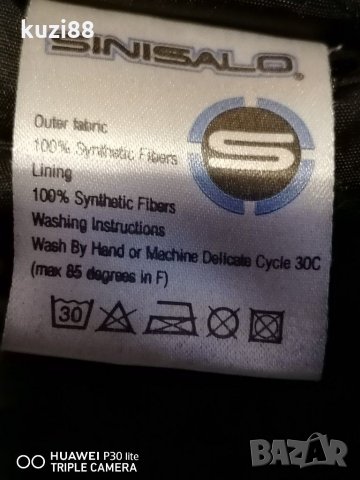 kuzi88
SINISALO®
S
Outer fabric
100% Synthetic Fibers
Lining
100% Synthetic Fibers
Washing Instructions
Wash By Hand or Machine Delicate Cycle 30C
(max 85 degrees in F)
30
HUAWEI P30 lite
TRIPLE CAMERA
BAZAR